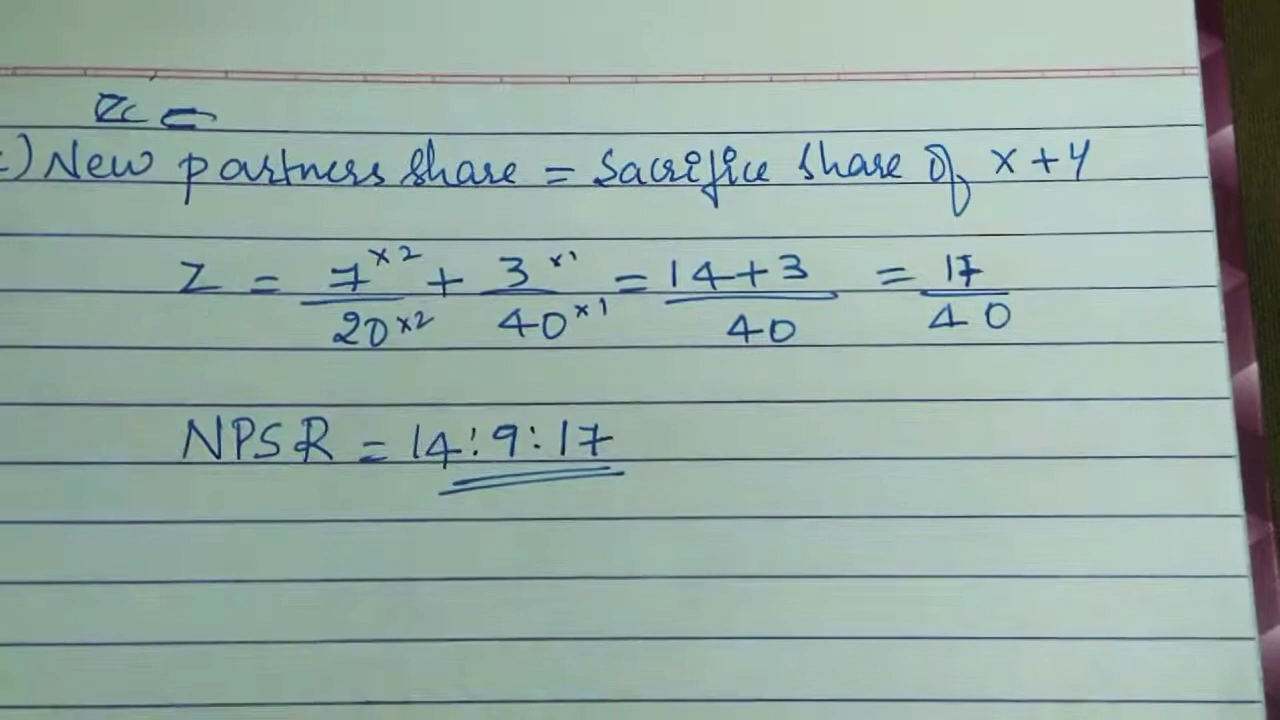 Z =
c) New partners share = Sacrifice share of x + y
Z = 7×2/20×2 + 3×1/40×1 = 14+3/40 = 17/40
NPSR = 14:9:17